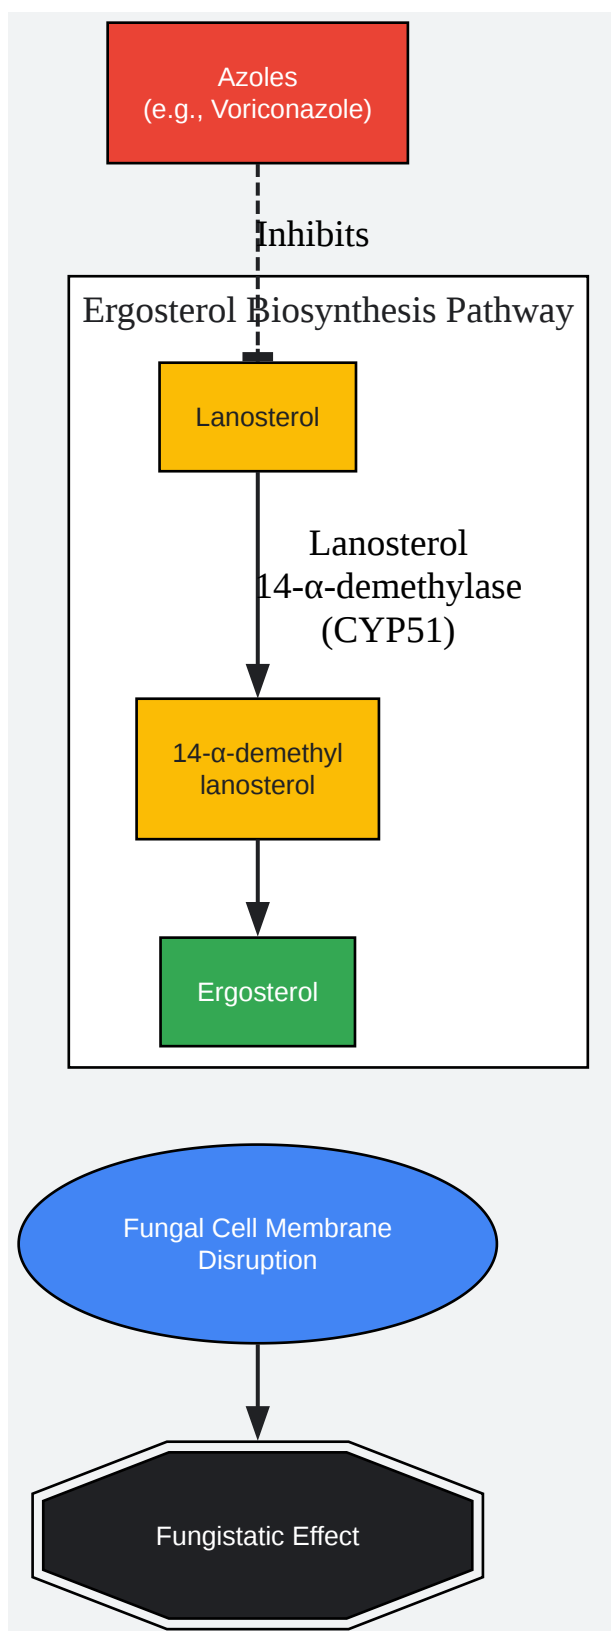 Azoles
(e.g., Voriconazole)
Inhibits
Ergosterol Biosynthesis Pathway
Lanosterol
Lanosterol
14-α-demethylase
(CYP51)
14-α-demethyl
lanosterol
Ergosterol
Fungal Cell Membrane
Disruption
Fungistatic Effect